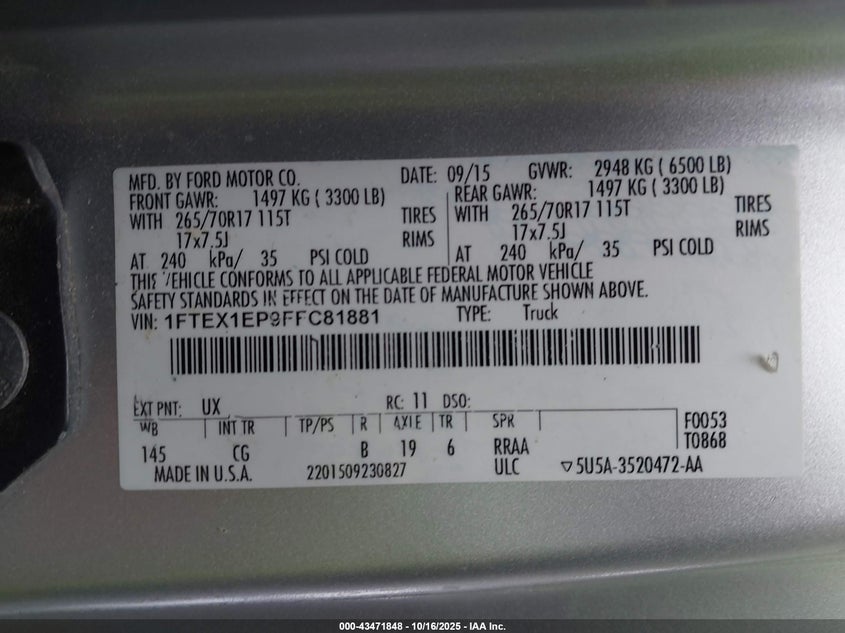 MFD. BY FORD MOTOR CO. DATE: 09/15 GVWR: 2948 KG ( 6500 LB)
FRONT GAWR: 1497 KG ( 3300 LB) REAR GAWR: 1497 KG ( 3300 LB)
WITH 265/70R17 115T TIRES WITH 265/70R17 115T TIRES
17x7.5J RIMS 17x7.5J RIMS
AT 240 kPa/ 35 PSI COLD AT 240 kPa/ 35 PSI COLD
THIS VEHICLE CONFORMS TO ALL APPLICABLE FEDERAL MOTOR VEHICLE
SAFETY STANDARDS IN EFFECT ON THE DATE OF MANUFACTURE SHOWN ABOVE.
VIN: 1FTEX1EP9FFC81881 TYPE: Truck
EXT PNT: UX RC: 11 DSO:
WB INT TR TP/PS R AXLE TR SPR F0053
145 CG B 19 6 RRAA T0868
MADE IN U.S.A. 2201509230827 ULC ▽5U5A-3520472-AA
000-43471848 - 10/16/2025 - IAA Inc.